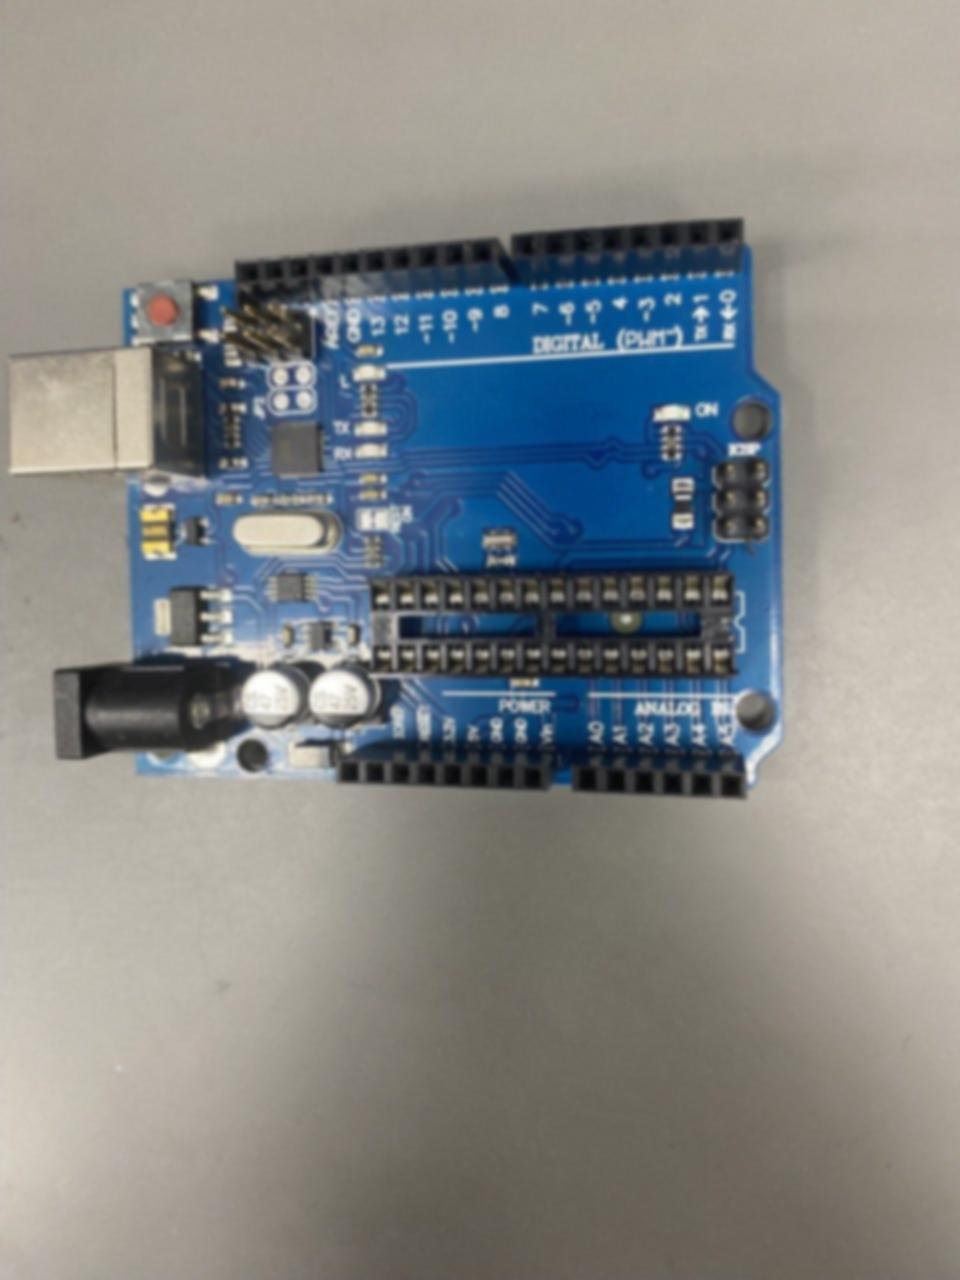 AREF
GND
13
12
~11
~10
~9
8
7
~6
~5
4
~3
2
TX→1
RX←0
DIGITAL (PWM~)
L
TX
RX
ON
ICSP
JP2
POWER
ANALOG IN
RESET
3.3V
5V
GND
GND
Vin
A0
A1
A2
A3
A4
A5